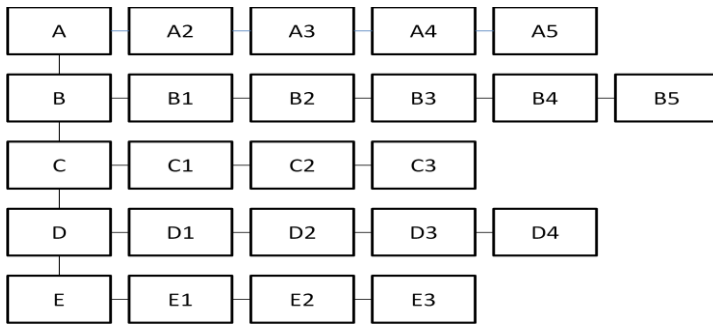 A A2 A3 A4 A5
B B1 B2 B3 B4 B5
C C1 C2 C3
D D1 D2 D3 D4
E E1 E2 E3